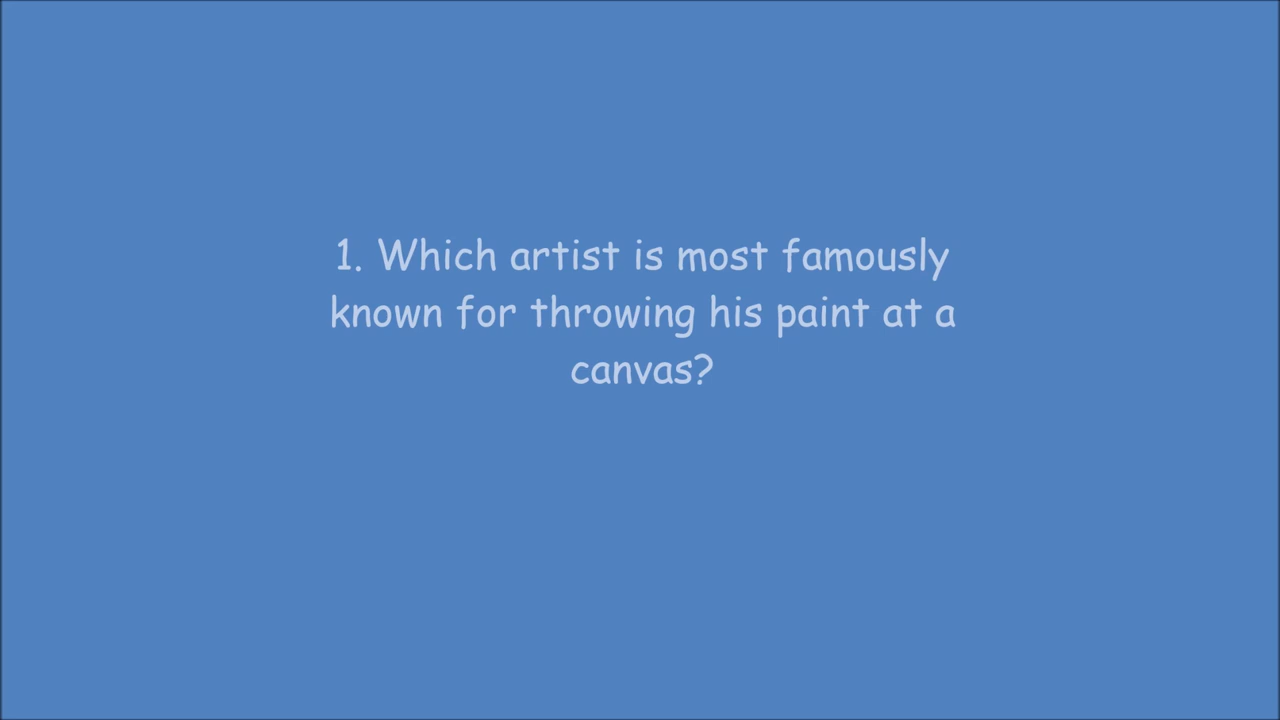 1. Which artist is most famously
known for throwing his paint at a
canvas?